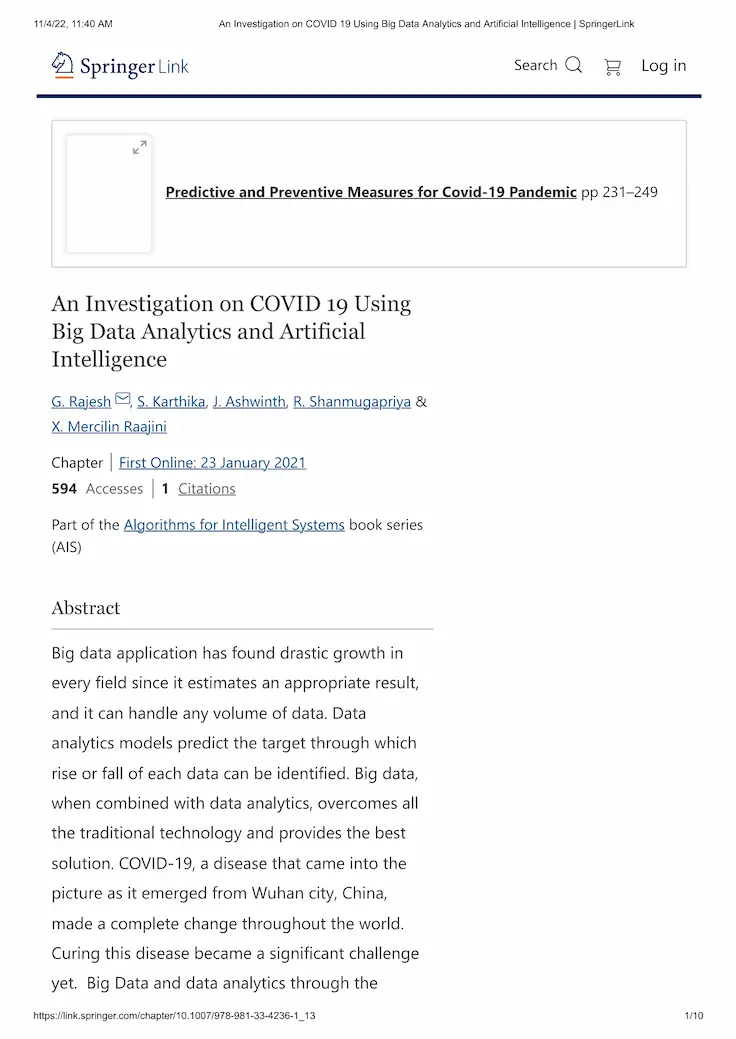 11/4/22, 11:40 AM An Investigation on COVID 19 Using Big Data Analytics and Artificial Intelligence | SpringerLink
Springer Link Search Log in
Predictive and Preventive Measures for Covid-19 Pandemic pp 231–249
An Investigation on COVID 19 Using
Big Data Analytics and Artificial
Intelligence
G. Rajesh, S. Karthika, J. Ashwinth, R. Shanmugapriya &
X. Mercilin Raajini
Chapter | First Online: 23 January 2021
594 Accesses | 1 Citations
Part of the Algorithms for Intelligent Systems book series
(AIS)
Abstract
Big data application has found drastic growth in
every field since it estimates an appropriate result,
and it can handle any volume of data. Data
analytics models predict the target through which
rise or fall of each data can be identified. Big data,
when combined with data analytics, overcomes all
the traditional technology and provides the best
solution. COVID-19, a disease that came into the
picture as it emerged from Wuhan city, China,
made a complete change throughout the world.
Curing this disease became a significant challenge
yet. Big Data and data analytics through the
https://link.springer.com/chapter/10.1007/978-981-33-4236-1_13 1/10